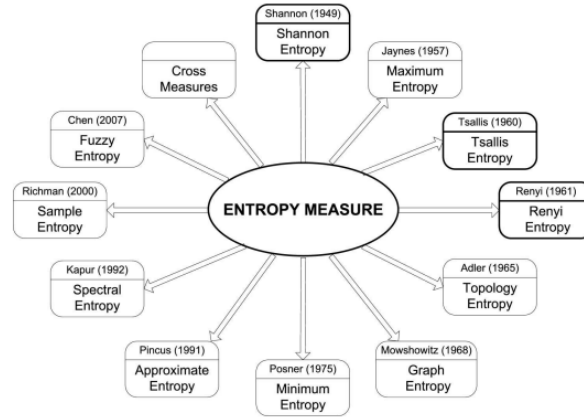 Shannon (1949)
Shannon
Entropy
Jaynes (1957)
Maximum
Entropy
Tsallis (1960)
Tsallis
Entropy
Renyi (1961)
Renyi
Entropy
Adler (1965)
Topology
Entropy
Mowshowitz (1968)
Graph
Entropy
Posner (1975)
Minimum
Entropy
Pincus (1991)
Approximate
Entropy
Kapur (1992)
Spectral
Entropy
Richman (2000)
Sample
Entropy
Chen (2007)
Fuzzy
Entropy
Cross
Measures
ENTROPY MEASURE